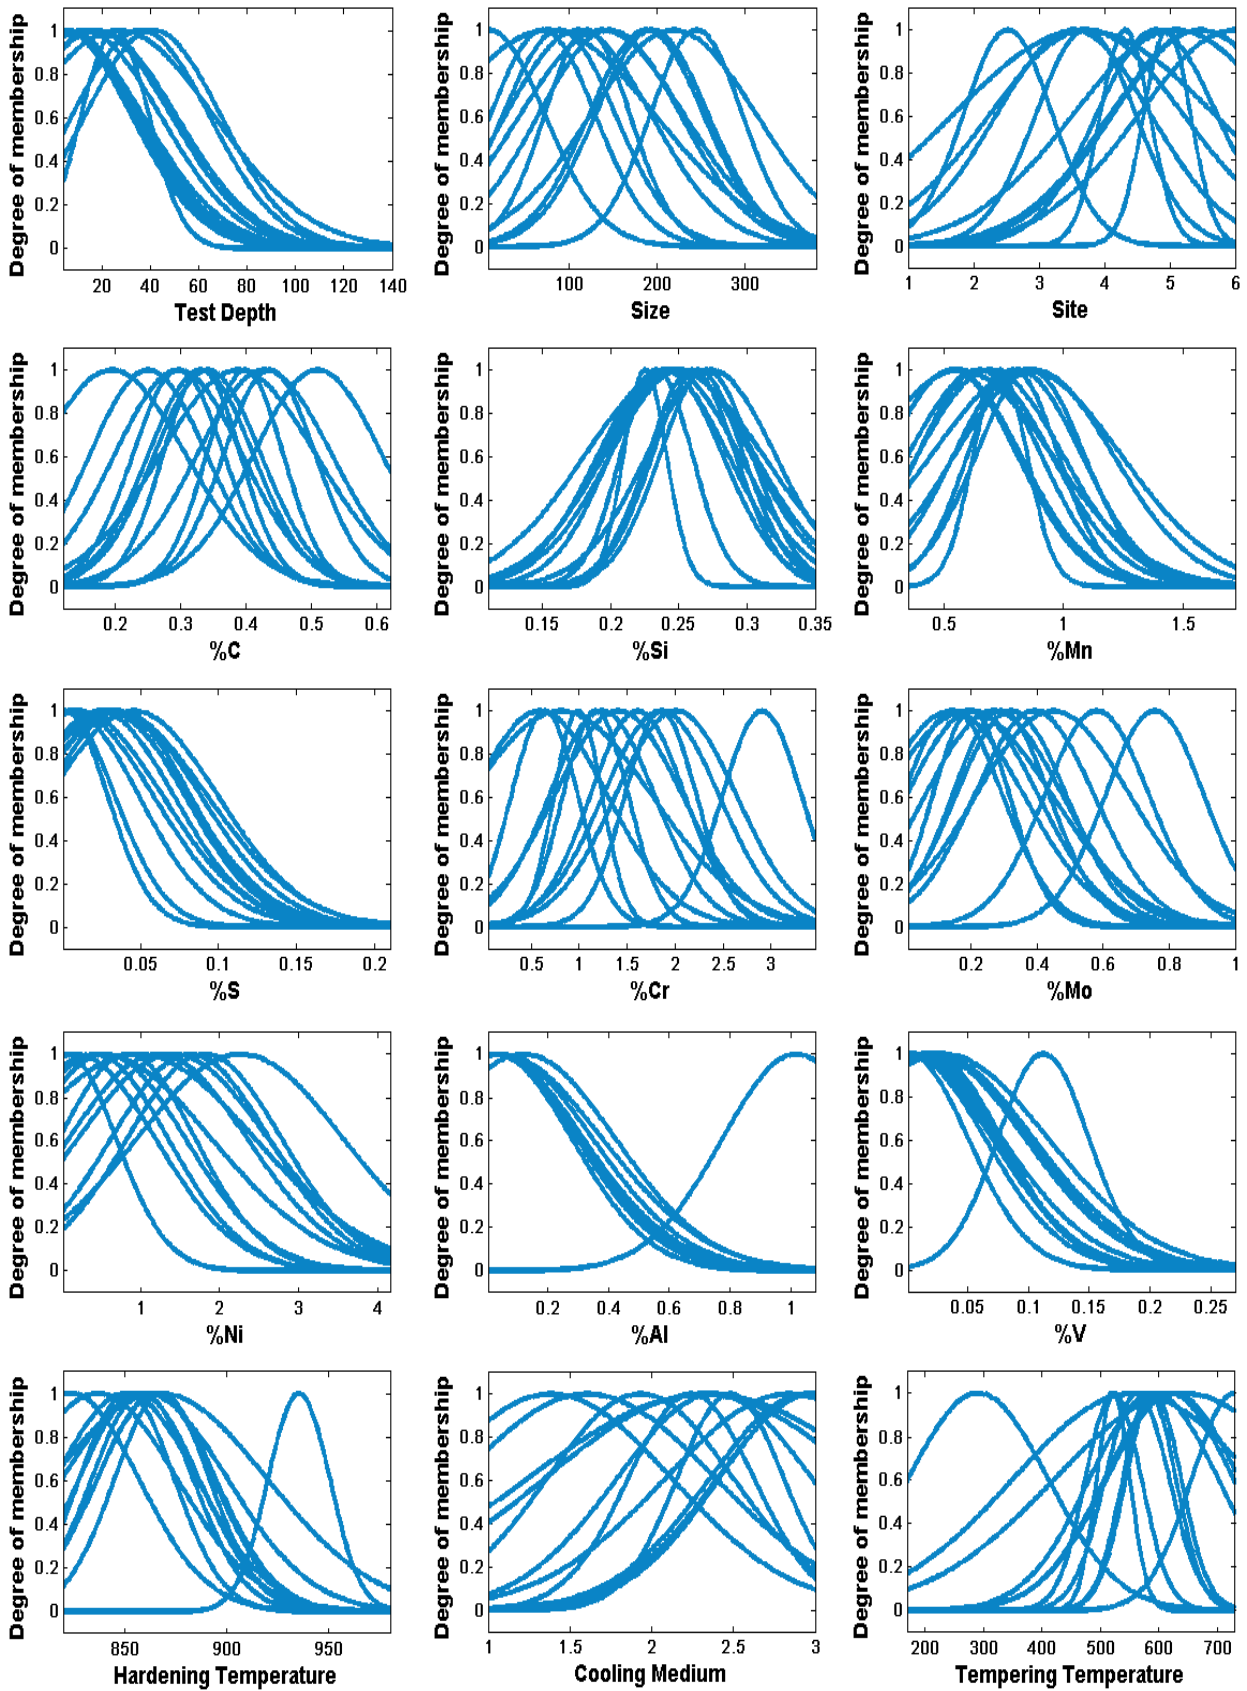 Degree of membership
1
0.8
0.6
0.4
0.2
0
20 40 60 80 100 120 140
Test Depth
Degree of membership
1
0.8
0.6
0.4
0.2
0
100 200 300
Size
Degree of membership
1
0.8
0.6
0.4
0.2
0
1 2 3 4 5 6
Site
Degree of membership
1
0.8
0.6
0.4
0.2
0
0.2 0.3 0.4 0.5 0.6
%C
Degree of membership
1
0.8
0.6
0.4
0.2
0
0.15 0.2 0.25 0.3 0.35
%Si
Degree of membership
1
0.8
0.6
0.4
0.2
0
0.5 1 1.5
%Mn
Degree of membership
1
0.8
0.6
0.4
0.2
0
0.05 0.1 0.15 0.2
%S
Degree of membership
1
0.8
0.6
0.4
0.2
0
0.5 1 1.5 2 2.5 3
%Cr
Degree of membership
1
0.8
0.6
0.4
0.2
0
0.2 0.4 0.6 0.8 1
%Mo
Degree of membership
1
0.8
0.6
0.4
0.2
0
1 2 3 4
%Ni
Degree of membership
1
0.8
0.6
0.4
0.2
0
0.2 0.4 0.6 0.8 1
%Al
Degree of membership
1
0.8
0.6
0.4
0.2
0
0.05 0.1 0.15 0.2 0.25
%V
Degree of membership
1
0.8
0.6
0.4
0.2
0
850 900 950
Hardening Temperature
Degree of membership
1
0.8
0.6
0.4
0.2
0
1 1.5 2 2.5 3
Cooling Medium
Degree of membership
1
0.8
0.6
0.4
0.2
0
200 300 400 500 600 700
Tempering Temperature